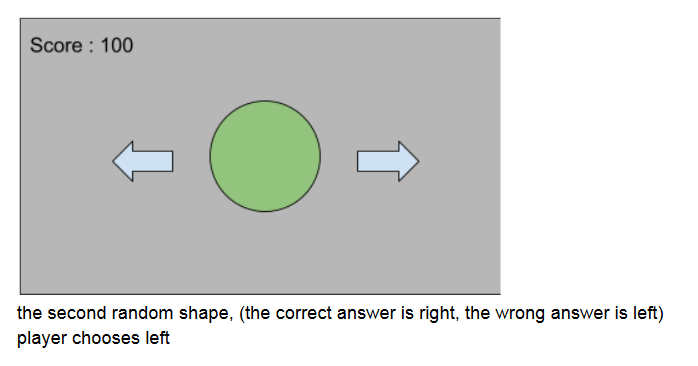 Score : 100
the second random shape, (the correct answer is right, the wrong answer is left)
player chooses left